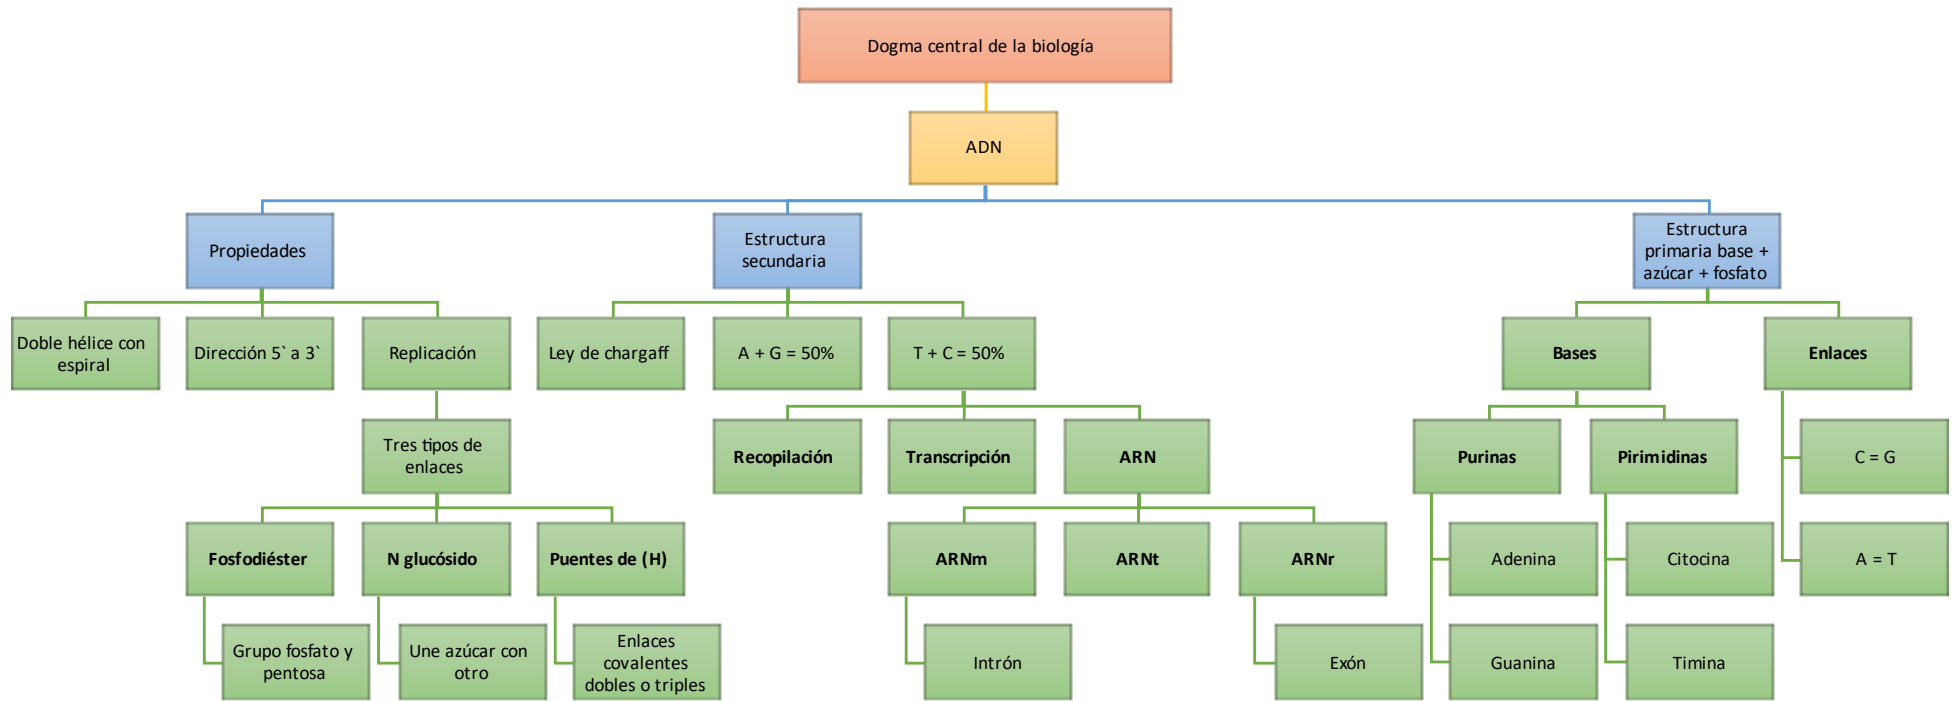 Dogma central de la biología
ADN
Propiedades
Estructura
secundaria
Estructura
primaria base +
azúcar + fosfato
Doble hélice con
espiral
Dirección 5` a 3`
Replicación
Ley de chargaff
A + G = 50%
T + C = 50%
Bases
Enlaces
Tres tipos de
enlaces
Recopilación
Transcripción
ARN
Purinas
Pirimidinas
C = G
Fosfodiéster
N glucósido
Puentes de (H)
ARNm
ARNt
ARNr
Adenina
Citocina
A = T
Grupo fosfato y
pentosa
Une azúcar con
otro
Enlaces
covalentes
dobles o triples
Intrón
Exón
Guanina
Timina